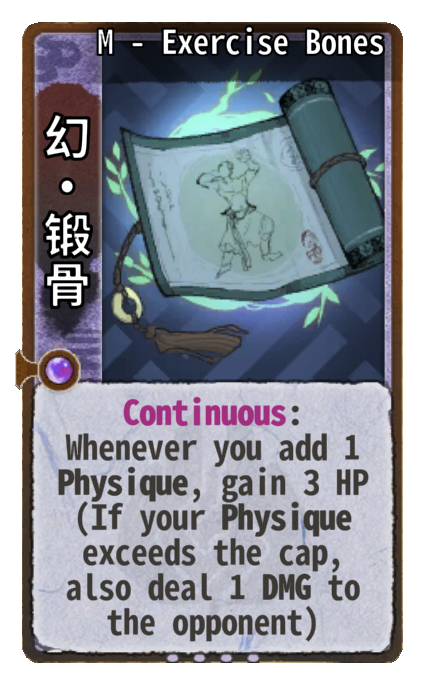 M - Exercise Bones
幻・锻骨
Continuous:
Whenever you add 1
Physique, gain 3 HP
(If your Physique
exceeds the cap,
also deal 1 DMG to
the opponent)